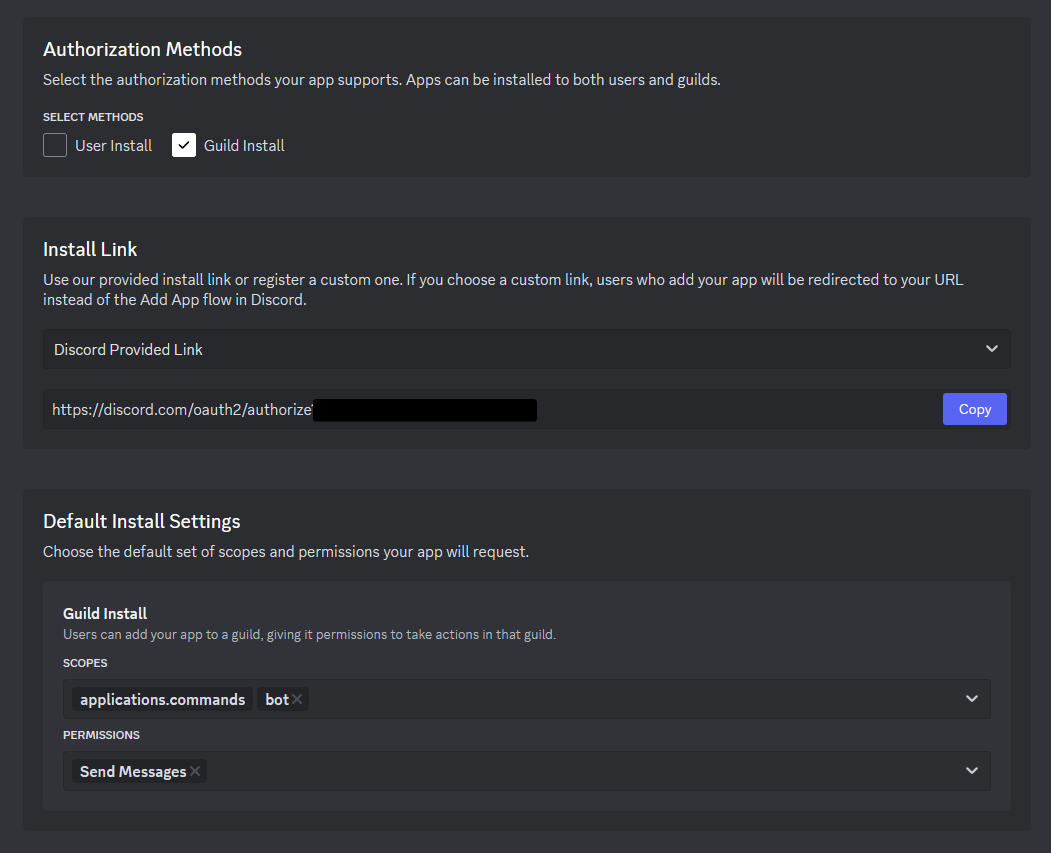 Authorization Methods
Select the authorization methods your app supports. Apps can be installed to both users and guilds.
SELECT METHODS
User Install
Guild Install
Install Link
Use our provided install link or register a custom one. If you choose a custom link, users who add your app will be redirected to your URL
instead of the Add App flow in Discord.
Discord Provided Link
https://discord.com/oauth2/authorize
Copy
Default Install Settings
Choose the default set of scopes and permissions your app will request.
Guild Install
Users can add your app to a guild, giving it permissions to take actions in that guild.
SCOPES
applications.commands bot
PERMISSIONS
Send Messages